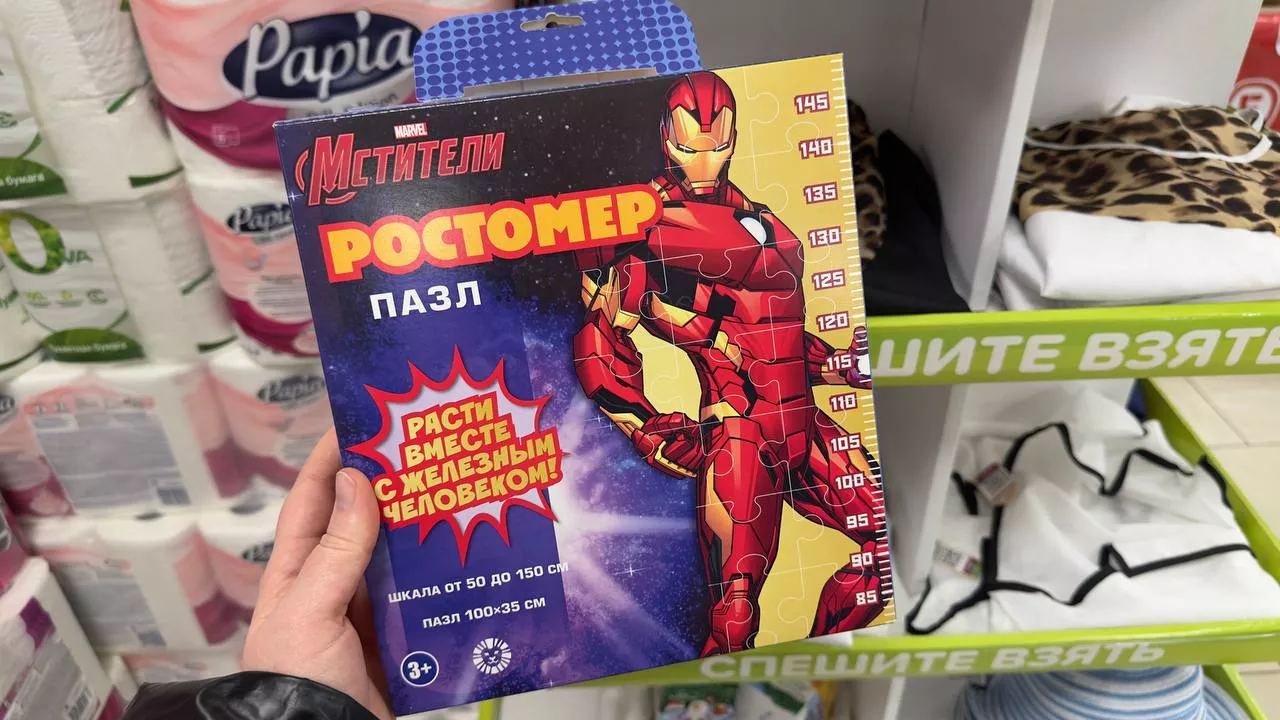 Papia
MARVEL
МСТИТЕЛИ
РОСТОМЕР
ПАЗЛ
РАСТИ
ВМЕСТЕ
С ЖЕЛЕЗНЫМ
ЧЕЛОВЕКОМ!
ШКАЛА ОТ 50 ДО 150 СМ
ПАЗЛ 100×35 СМ
3+
145
140
135
130
125
120
115
110
105
100
95
90
85
Papia
Papia
бумага
ШИТЕ ВЗЯТЬ
СПЕШИТЕ ВЗЯТЬ